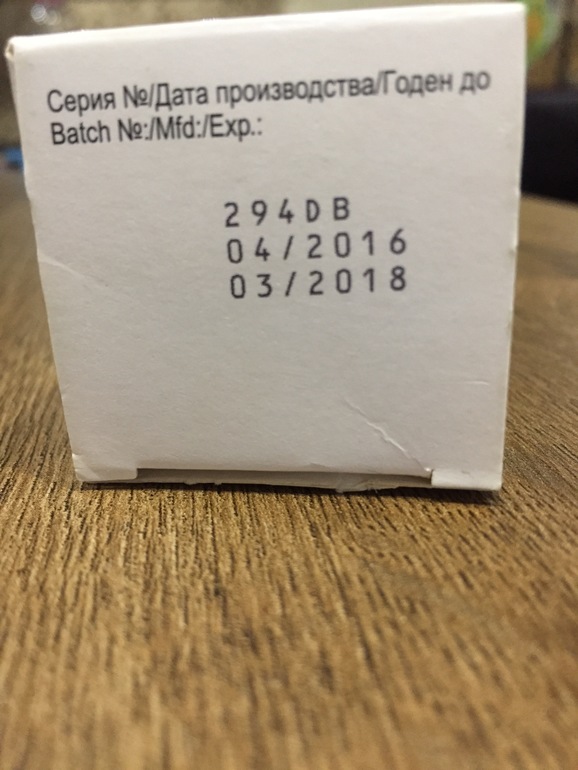 Серия №/Дата производства/Годен до
Batch №:/Mfd:/Exp.:
294DB
04/2016
03/2018